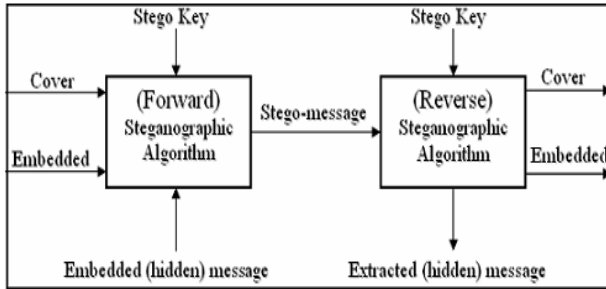 Stego Key
Stego Key
Cover
(Forward)
Steganographic
Algorithm
Embedded
Stego-message
(Reverse)
Steganographic
Algorithm
Cover
Embedded
Embedded (hidden) message
Extracted (hidden) message